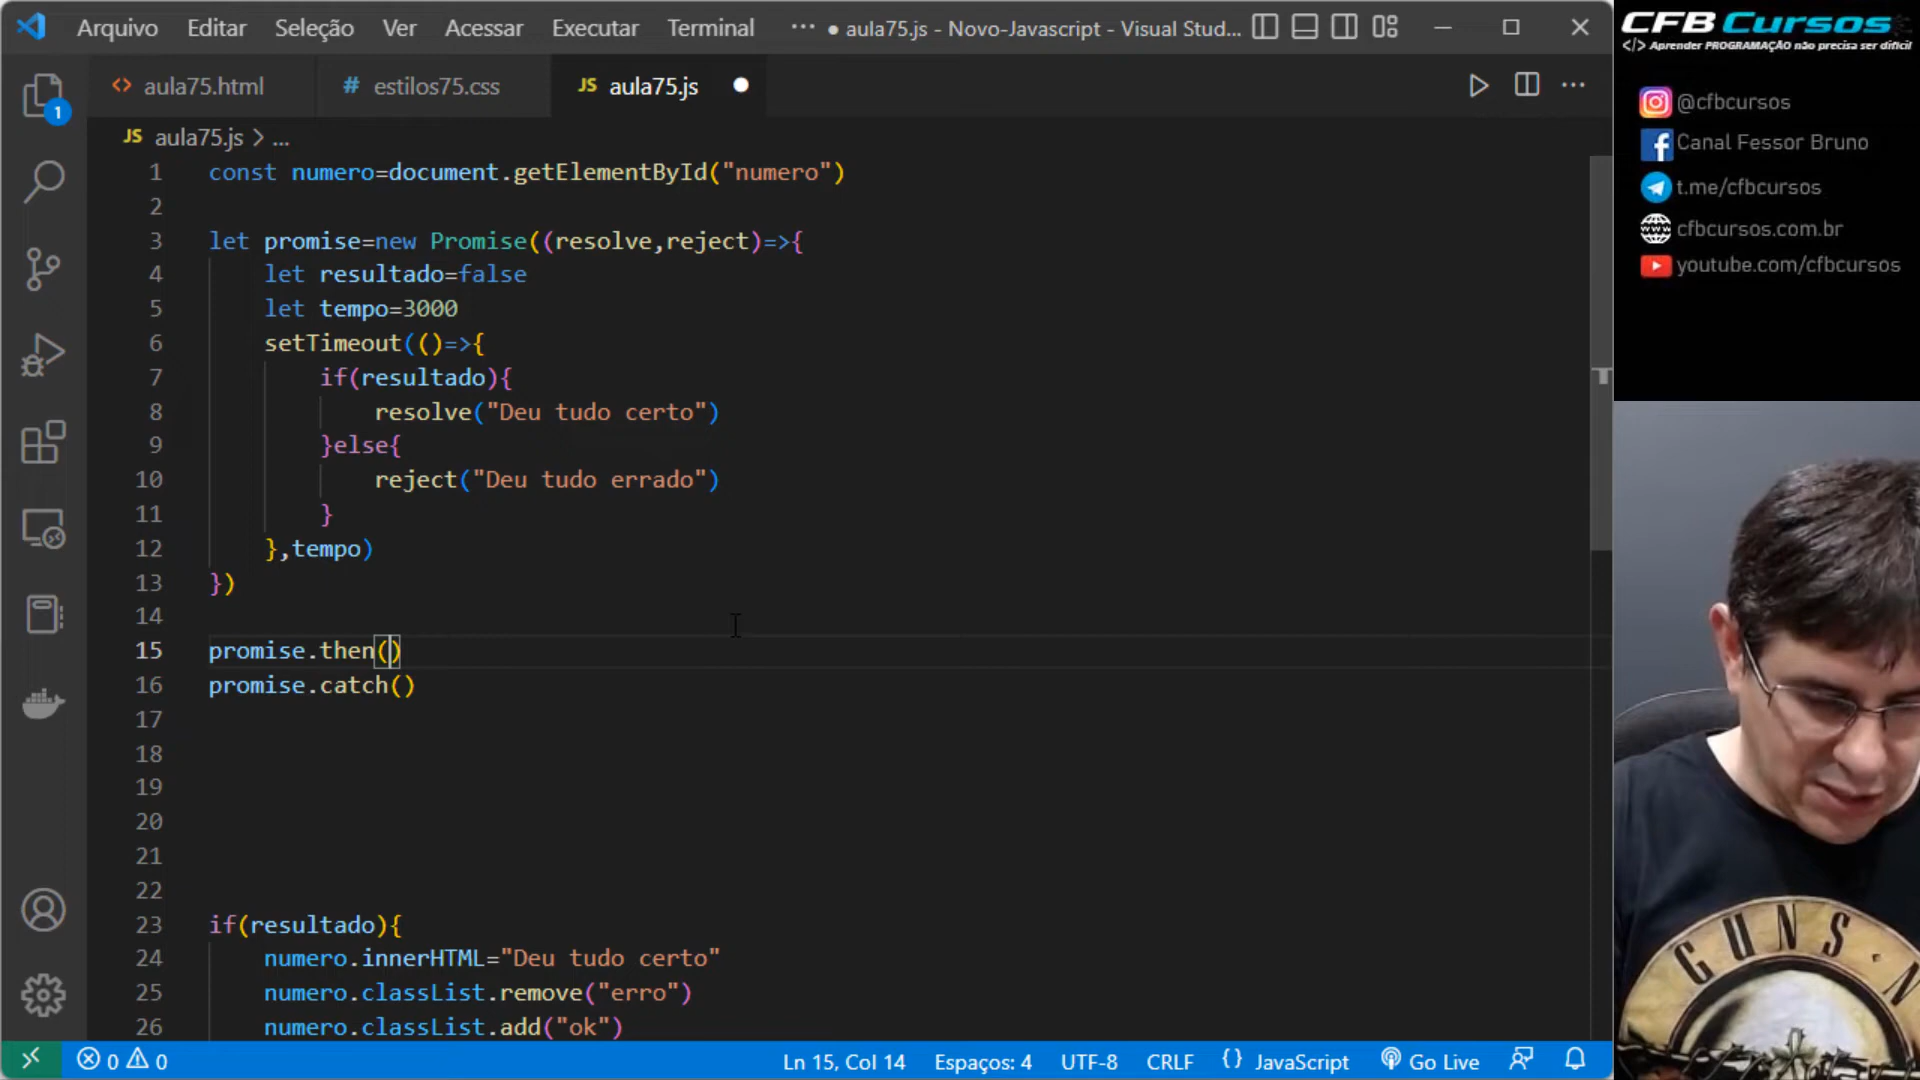 Arquivo Editar Seleção Ver Acessar Executar Terminal ··· ● aula75.js - Novo-Javascript - Visual Stud...
<> aula75.html # estilos75.css JS aula75.js ●
JS aula75.js > ...
1 const numero=document.getElementById("numero")
2
3 let promise=new Promise((resolve,reject)=>{
4 let resultado=false
5 let tempo=3000
6 setTimeout(()=>{
7 if(resultado){
8 resolve("Deu tudo certo")
9 }else{
10 reject("Deu tudo errado")
11 }
12 },tempo)
13 })
14
15 promise.then()
16 promise.catch()
17
18
19
20
21
22
23 if(resultado){
24 numero.innerHTML="Deu tudo certo"
25 numero.classList.remove("erro")
26 numero.classList.add("ok")
1
0 0 Ln 15, Col 14 Espaços: 4 UTF-8 CRLF {} JavaScript Go Live
CFB Cursos
</> Aprender PROGRAMAÇÃO não precisa ser difícil
@cfbcursos
Canal Fessor Bruno
t.me/cfbcursos
cfbcursos.com.br
youtube.com/cfbcursos
GUNS N